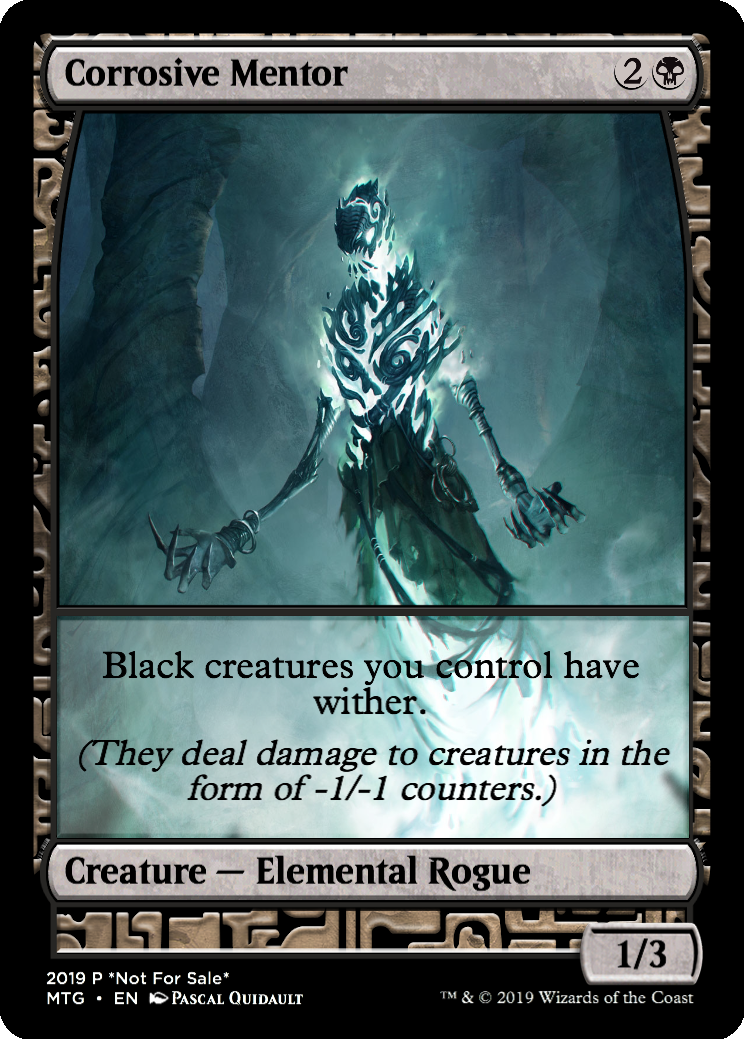 Corrosive Mentor 2
Black creatures you control have
wither.
(They deal damage to creatures in the
form of -1/-1 counters.)
Creature — Elemental Rogue
1/3
2019 P *Not For Sale*
MTG • EN Pascal Quidault
™ & © 2019 Wizards of the Coast